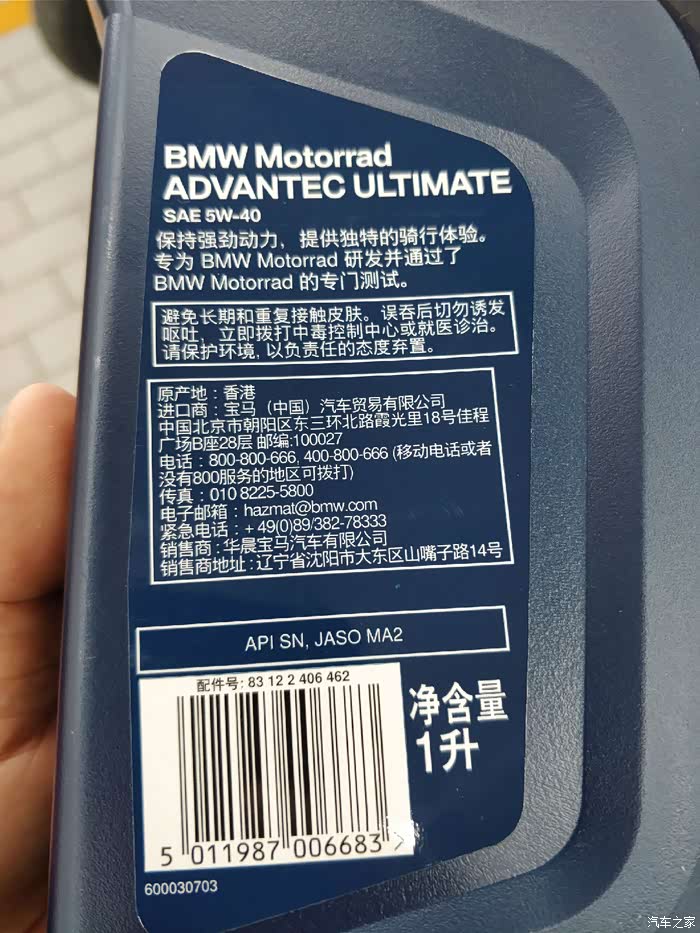 BMW Motorrad
ADVANTEC ULTIMATE
SAE 5W-40
保持强劲动力，提供独特的骑行体验。
专为 BMW Motorrad 研发并通过了
BMW Motorrad 的专门测试。
避免长期和重复接触皮肤。误吞后切勿诱发
呕吐，立即拨打中毒控制中心或就医诊治。
请保护环境, 以负责任的态度弃置。
原产地：香港
进口商：宝马（中国）汽车贸易有限公司
中国北京市朝阳区东三环北路霞光里18号佳程
广场B座28层 邮编:100027
电话：800-800-666, 400-800-666 (移动电话或者
没有800服务的地区可拨打)
传真：010 8225-5800
电子邮箱：hazmat@bmw.com
紧急电话：+ 49(0)89/382-78333
销售商：华晨宝马汽车有限公司
销售商地址:辽宁省沈阳市大东区山嘴子路14号
API SN, JASO MA2
配件号: 83 12 2 406 462
净含量
1升
5 011987 006683 >
600030703
汽车之家